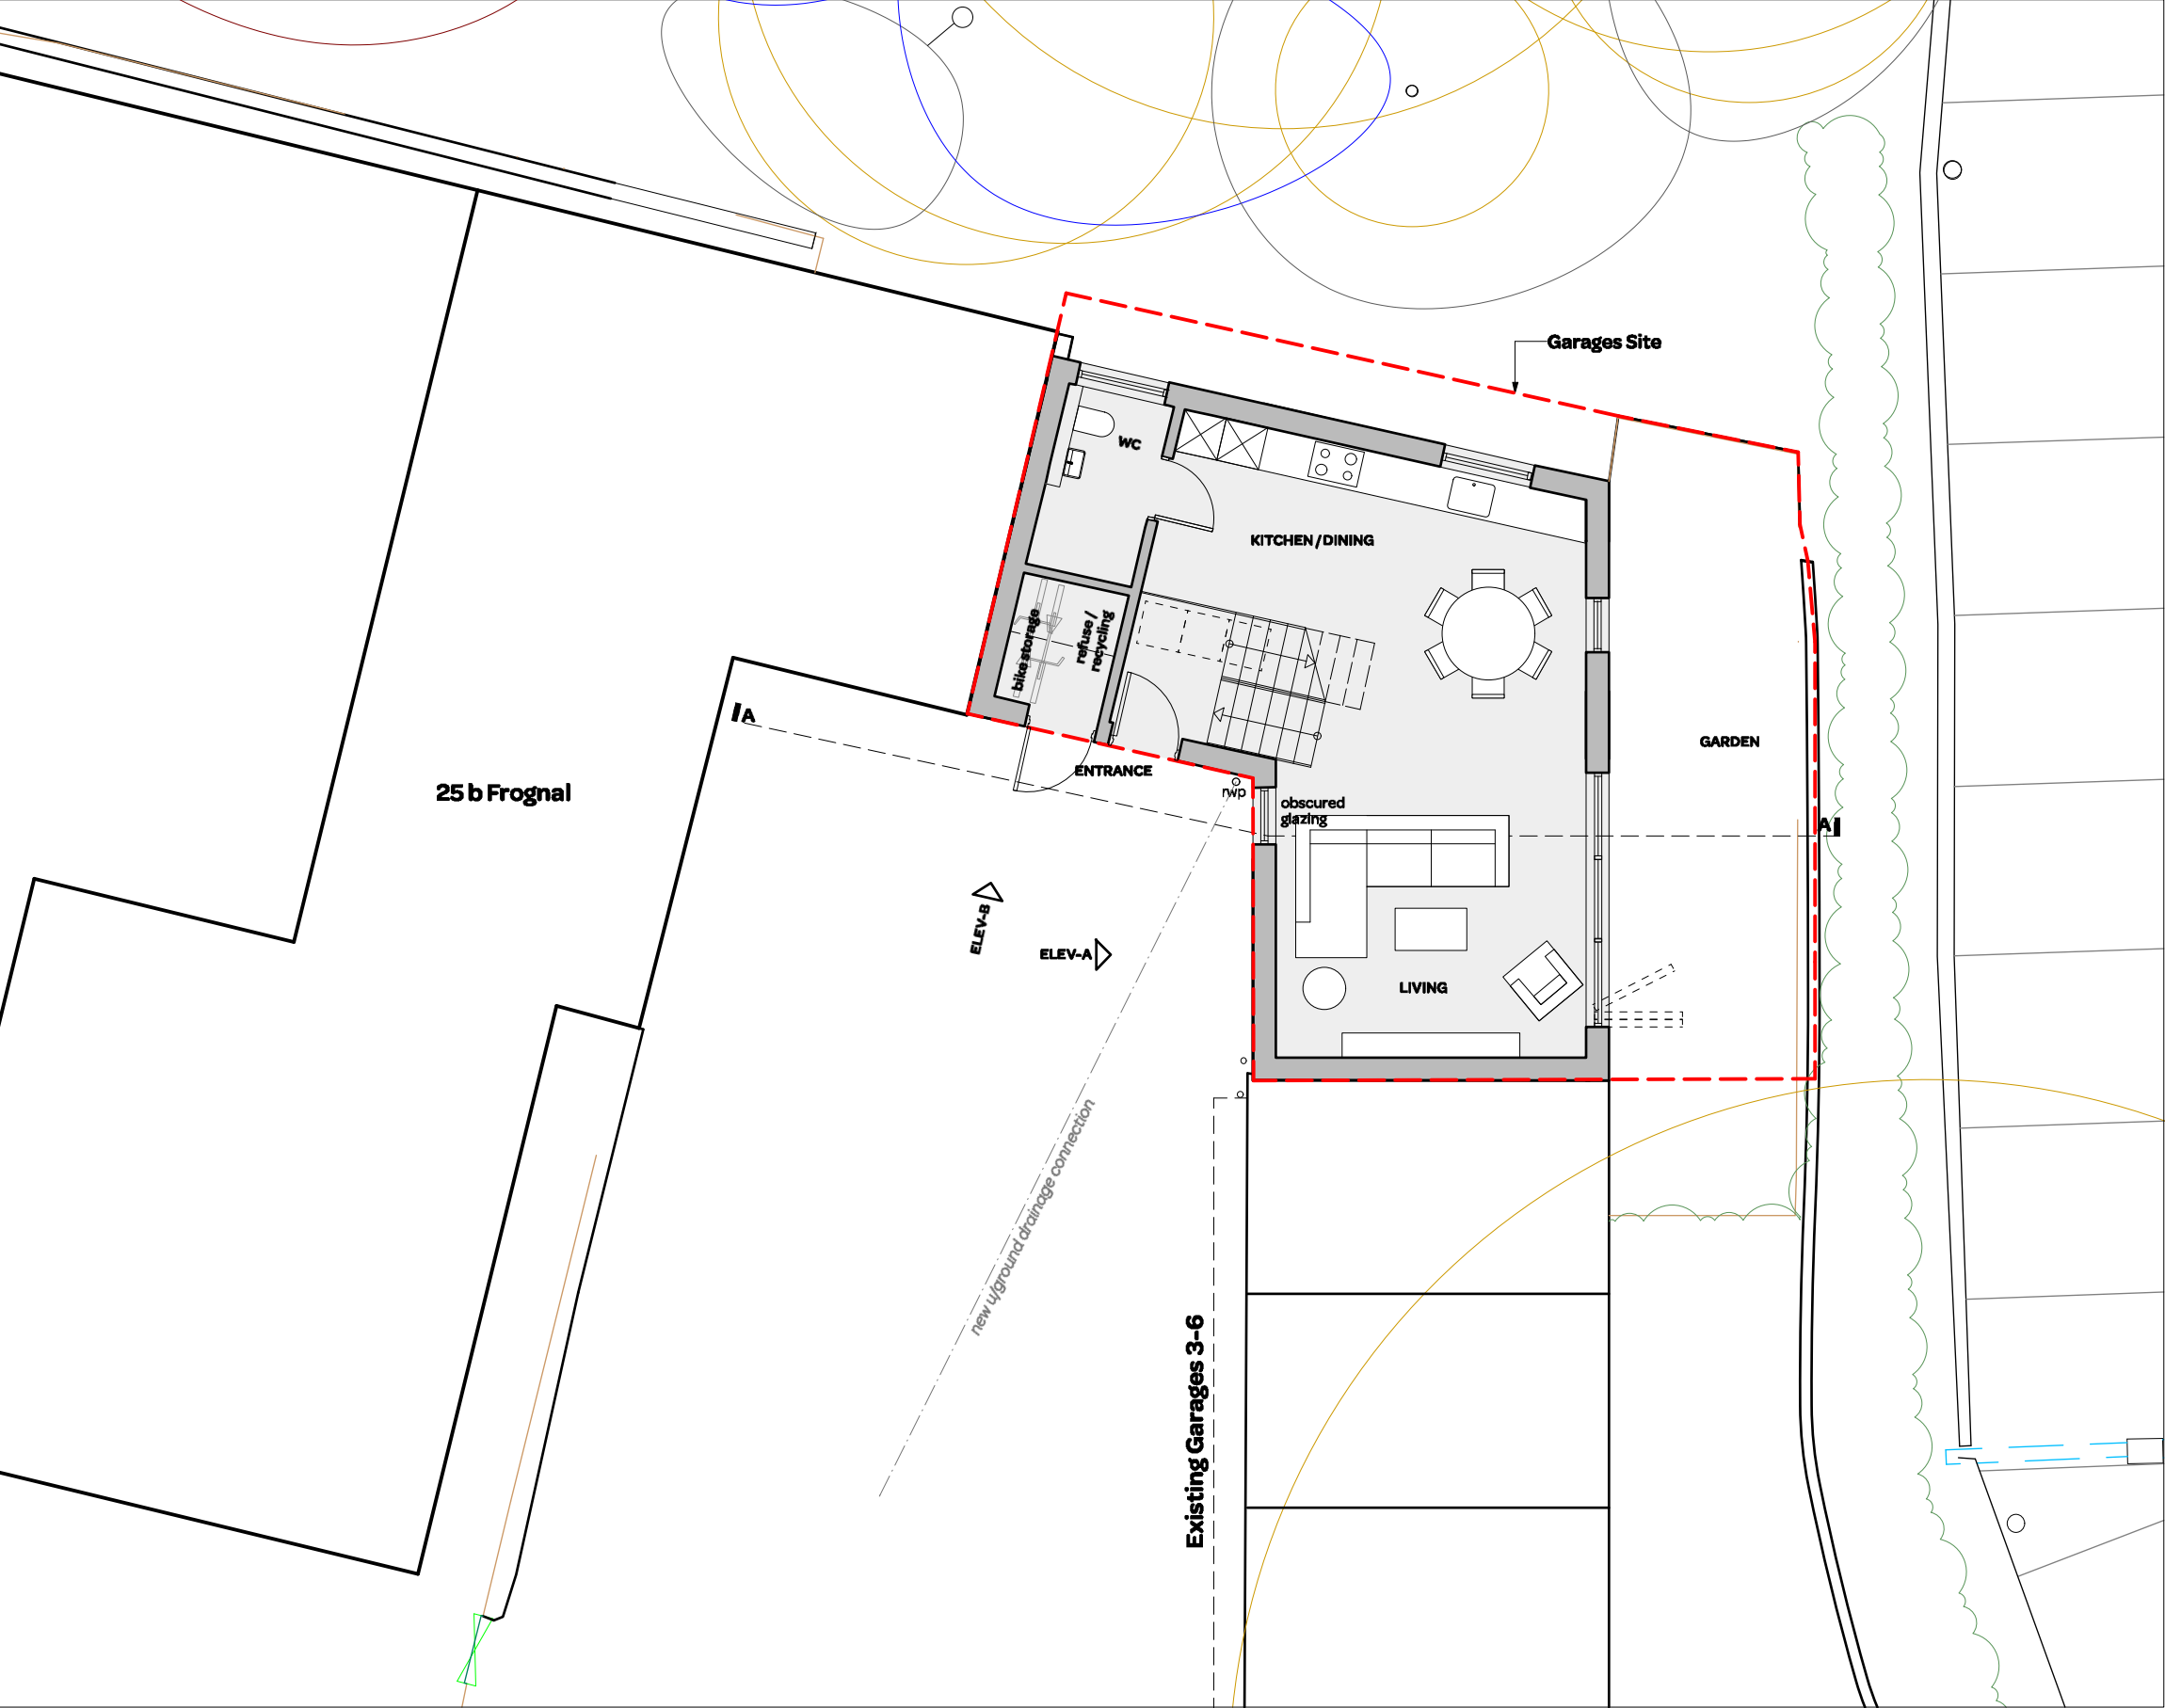 Garages Site
WC
KITCHEN / DINING
bike storage
refuse /
recycling
A
GARDEN
ENTRANCE
25 b Frognal
rwp
obscured
glazing
A
ELEV-B
ELEV-A
LIVING
new u/ground drainage connection
Existing Garages 3-6